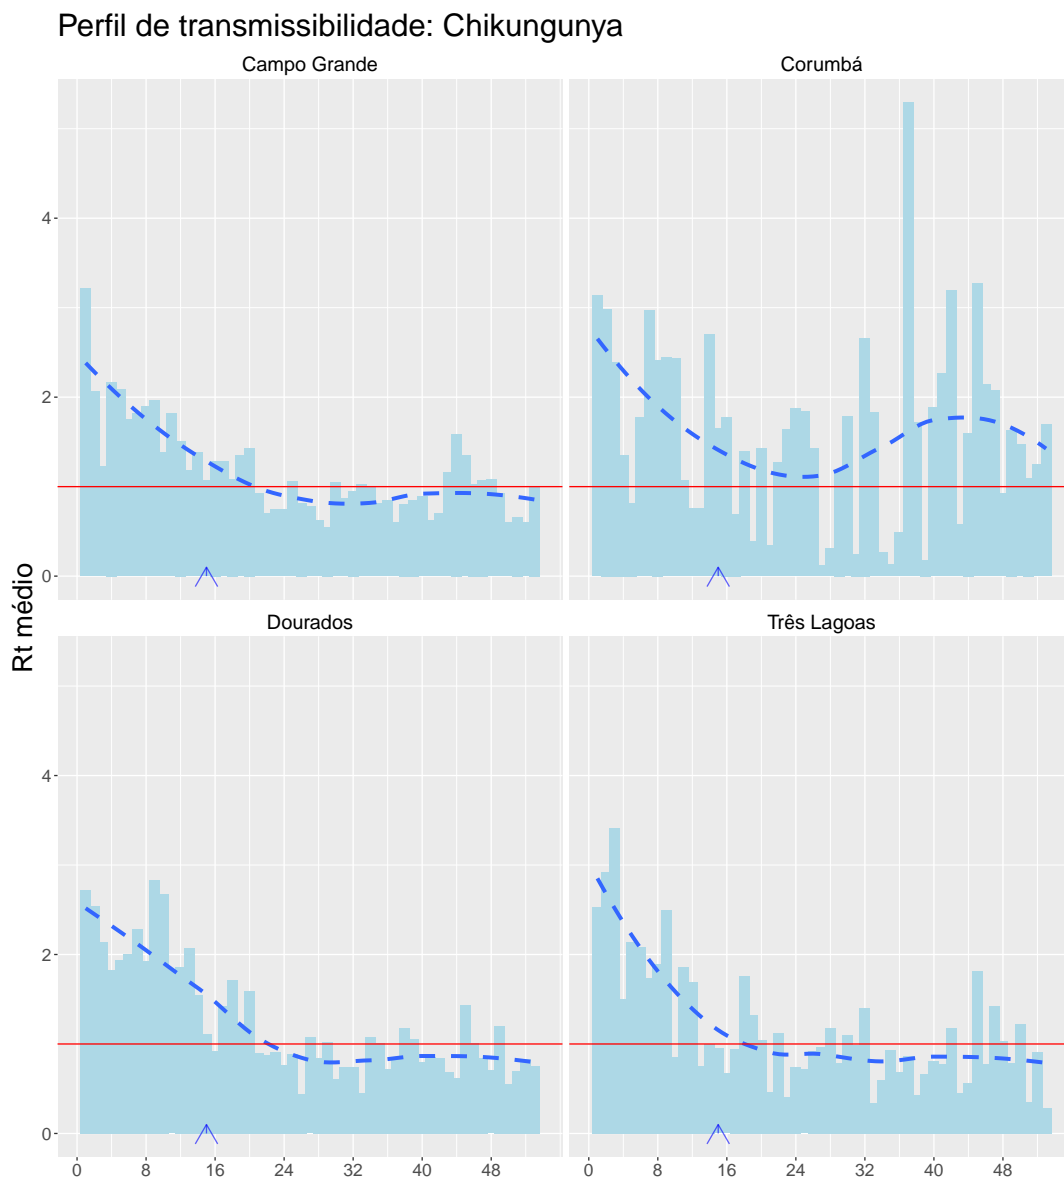 Perfil de transmissibilidade: Chikungunya
Campo Grande
Corumbá
4
2
0
Rt médio
Dourados
Três Lagoas
4
2
0
0 8 16 24 32 40 48
0 8 16 24 32 40 48